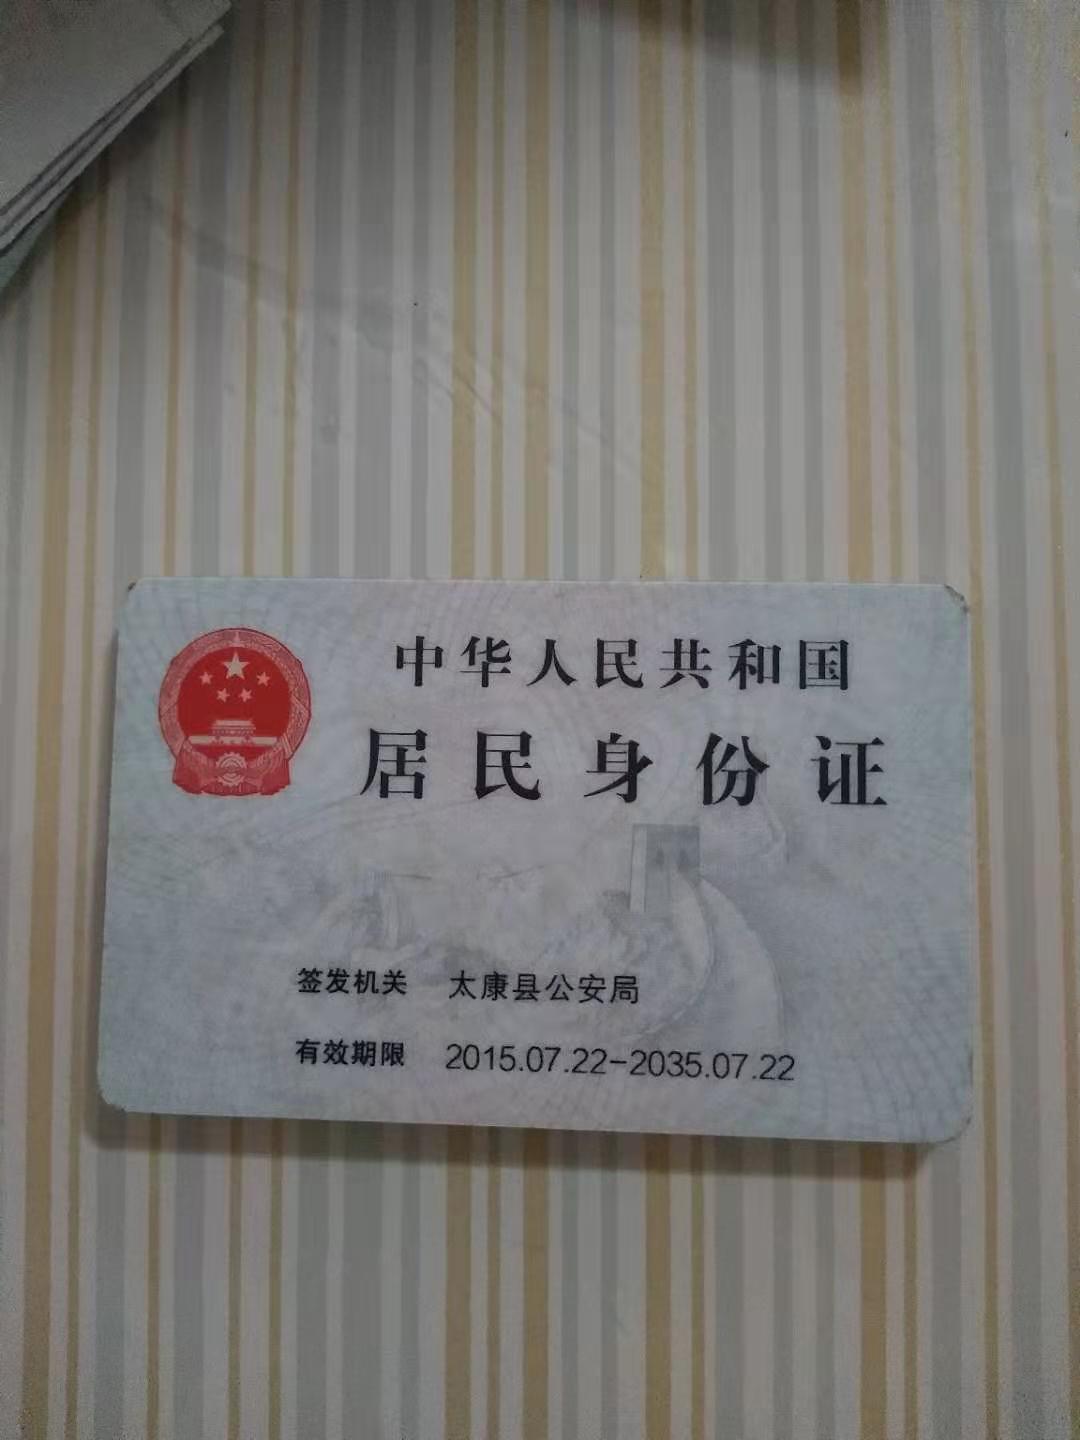 中华人民共和国
居民身份证
签发机关 太康县公安局
有效期限 2015.07.22-2035.07.22